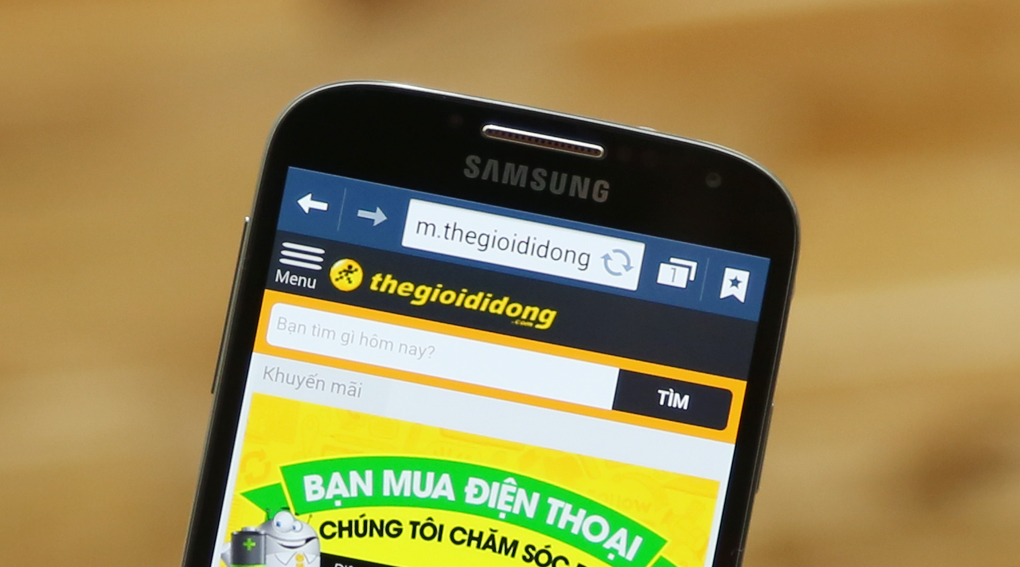 SAMSUNG
m.thegioididong
1
Menu
thegioididong
.com
Bạn tìm gì hôm nay?
TÌM
Khuyến mãi
BẠN MUA ĐIỆN THOẠI
CHÚNG TÔI CHĂM SÓC